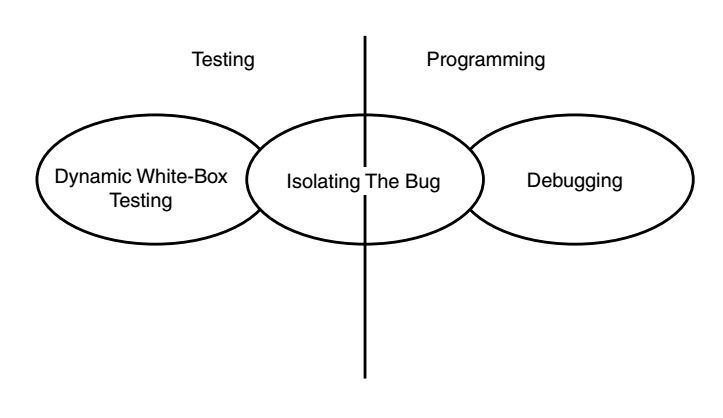 Testing
Programming
Dynamic White-Box
Testing
Isolating The Bug
Debugging